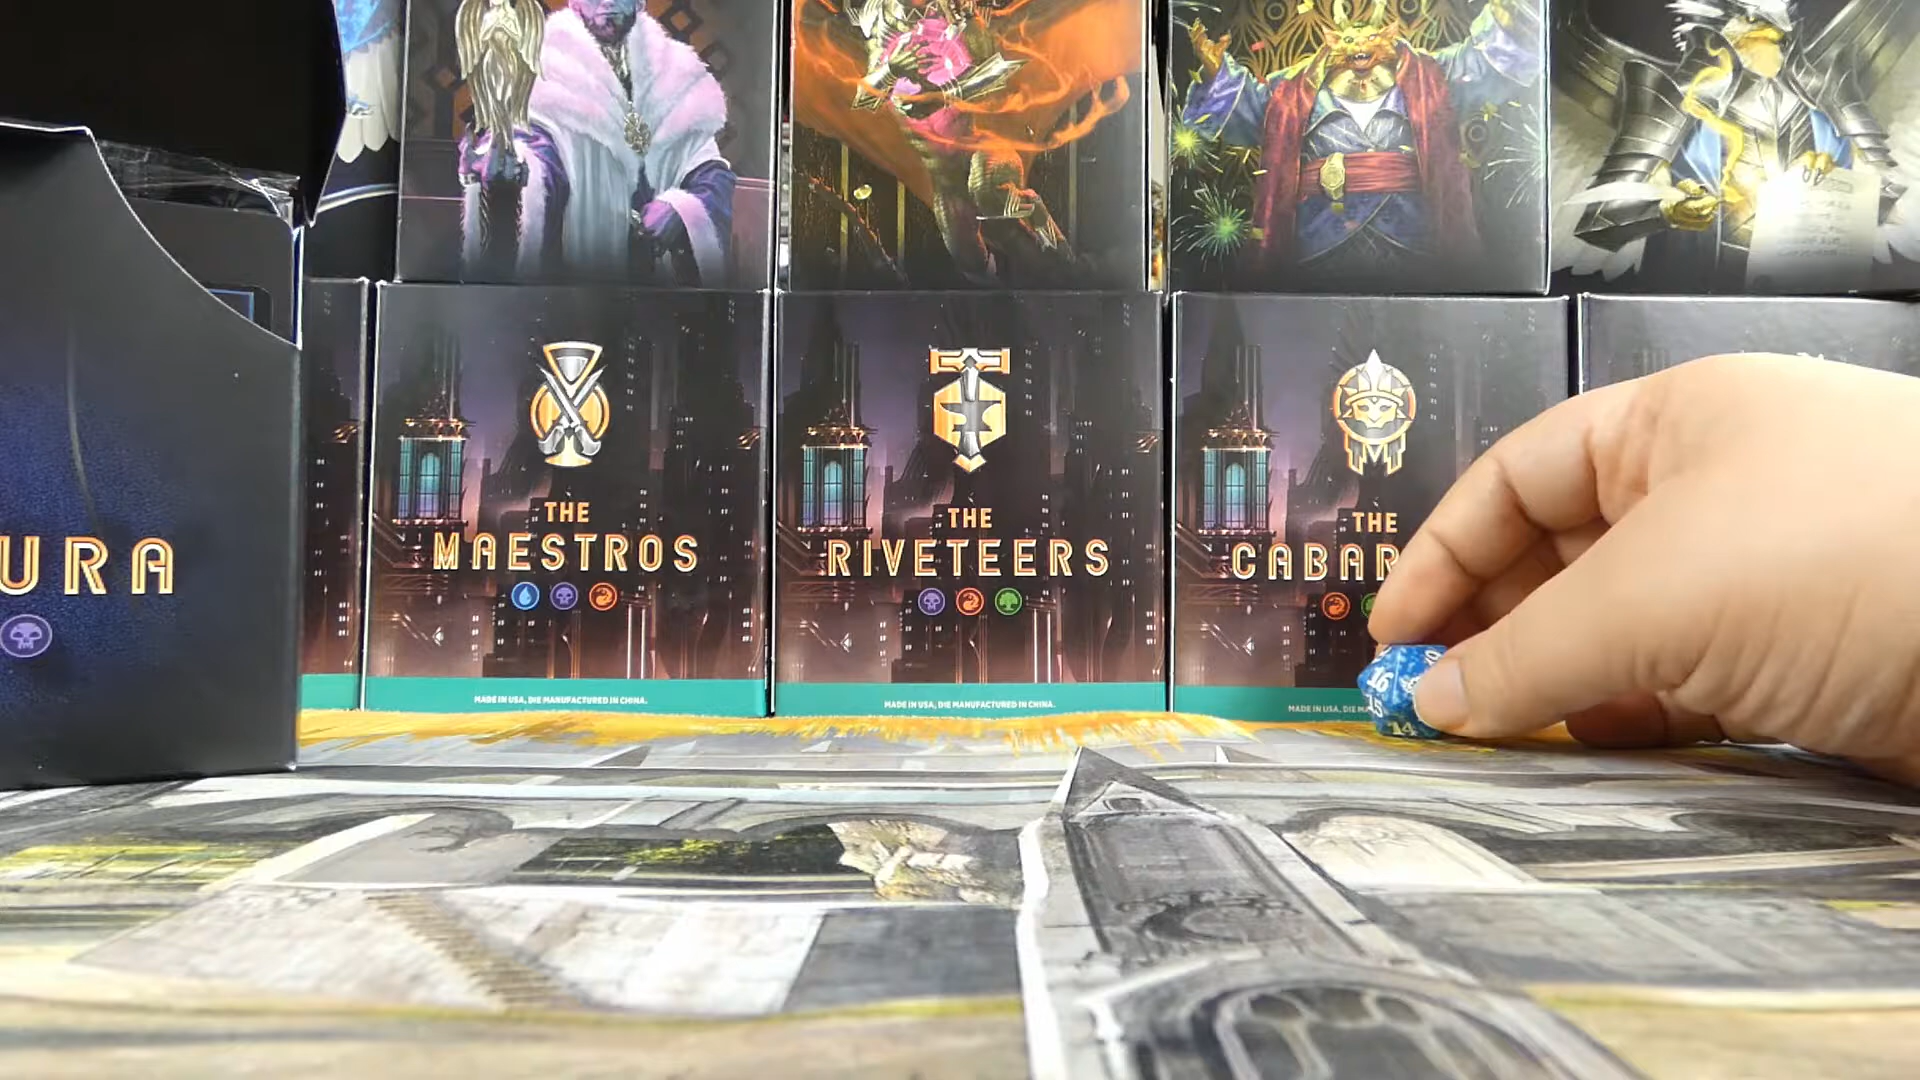 URA
THE
MAESTROS
MADE IN USA, DIE MANUFACTURED IN CHINA.
THE
RIVETEERS
MADE IN USA, DIE MANUFACTURED IN CHINA.
THE
CABAR
MADE IN USA, DIE M
16
15
14